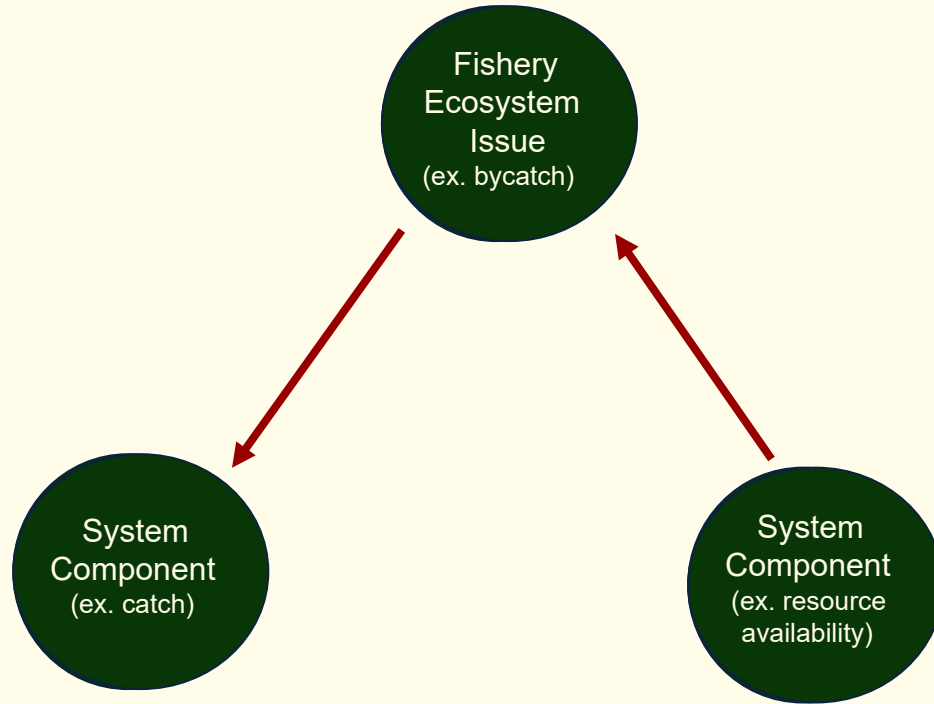 Fishery
Ecosystem
Issue
(ex. bycatch)
System
Component
(ex. catch)
System
Component
(ex. resource
availability)